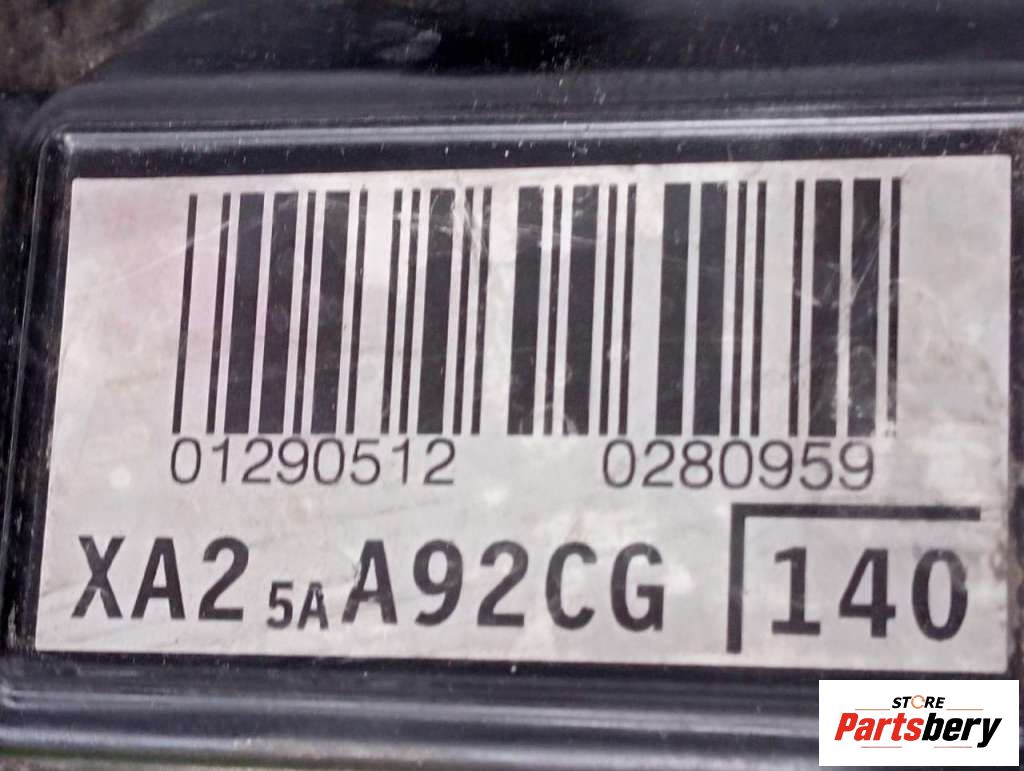 01290512 0280959
XA2 5A A92CG 140
STORE
Partsbery